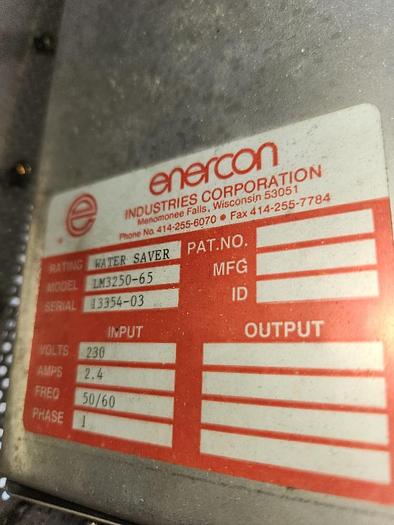 e
enercon
INDUSTRIES CORPORATION
Menomonee Falls, Wisconsin 53051
Phone No. 414-255-6070 ● Fax 414-255-7784
RATING WATER SAVER PAT.NO.
MODEL LM3250-65 MFG
SERIAL 13354-03 ID
INPUT OUTPUT
VOLTS 230
AMPS 2.4
FREQ 50/60
PHASE 1